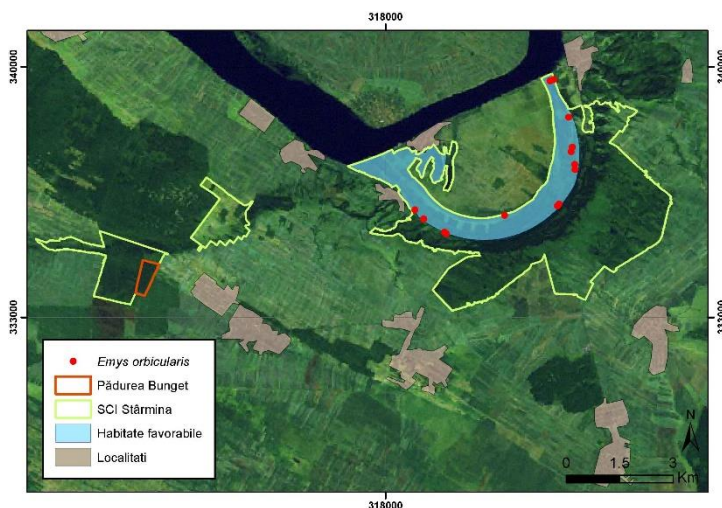 318000
340000
340000
333000
333000
Emys orbicularis
Pădurea Bunget
SCI Stârmina
Habitate favorabile
Localitati
N
0 1.5 3
Km
318000